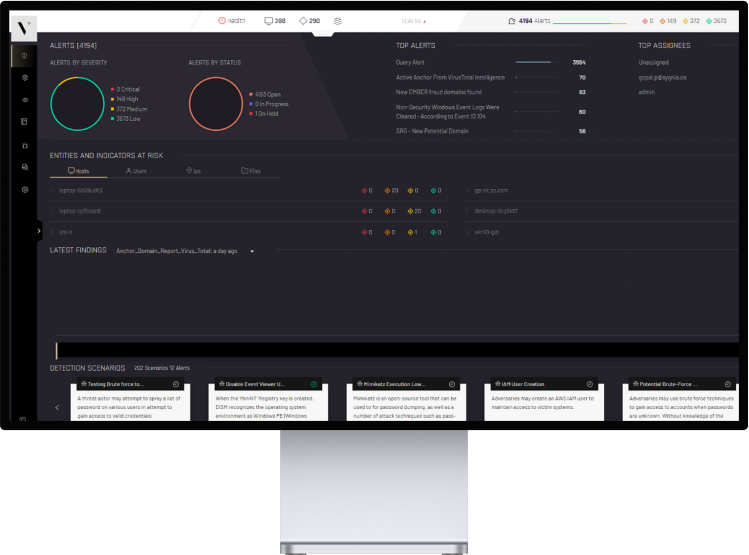 Health 388 290 4194 Alerts 0 149 372 3673
ALERTS (4194) TOP ALERTS TOP ASSIGNEES
ALERTS BY SEVERITY ALERTS BY STATUS
Query Alert 3554 Unassigned
Active Anchor From VirusTotal Intelligence 70 gopal.p@sygnia.co
New EMBER fraud domains found 63 admin
Non-Security Windows Event Logs Were
Cleared - According to Event ID 104 60
SRG - New Potential Domain 56
0 Critical
149 High
372 Medium
3673 Low
4193 Open
0 In Progress
1 On Hold
ENTITIES AND INDICATORS AT RISK
Hosts Users Ips Files
0 23 0 0
0 0 20 0
0 0 1 0
LATEST FINDINGS Anchor_Domain_Report_Virus_Total: a day ago
DETECTION SCENARIOS 202 Scenarios 12 Alerts
Testing Brute force to...
A threat actor may attempt to spray a list of
password on various users in attempt to
gain access to valid credentials
Disable Event Viewer U...
When the 'MiniNT' Registry key is created,
DISM recognizes the operating system
environment as Windows PE (Windows
Mimikatz Execution Low...
Mimikatz is an open-source tool that can be
used to for password dumping, as well as a
number of attack techniques such as pass-
IAM User Creation
Adversaries may create an AWS IAM user to
maintain access to victim systems.
Potential Brute-Force ...
Adversaries may use brute force techniques
to gain access to accounts when passwords
are unknown. Without knowledge of the